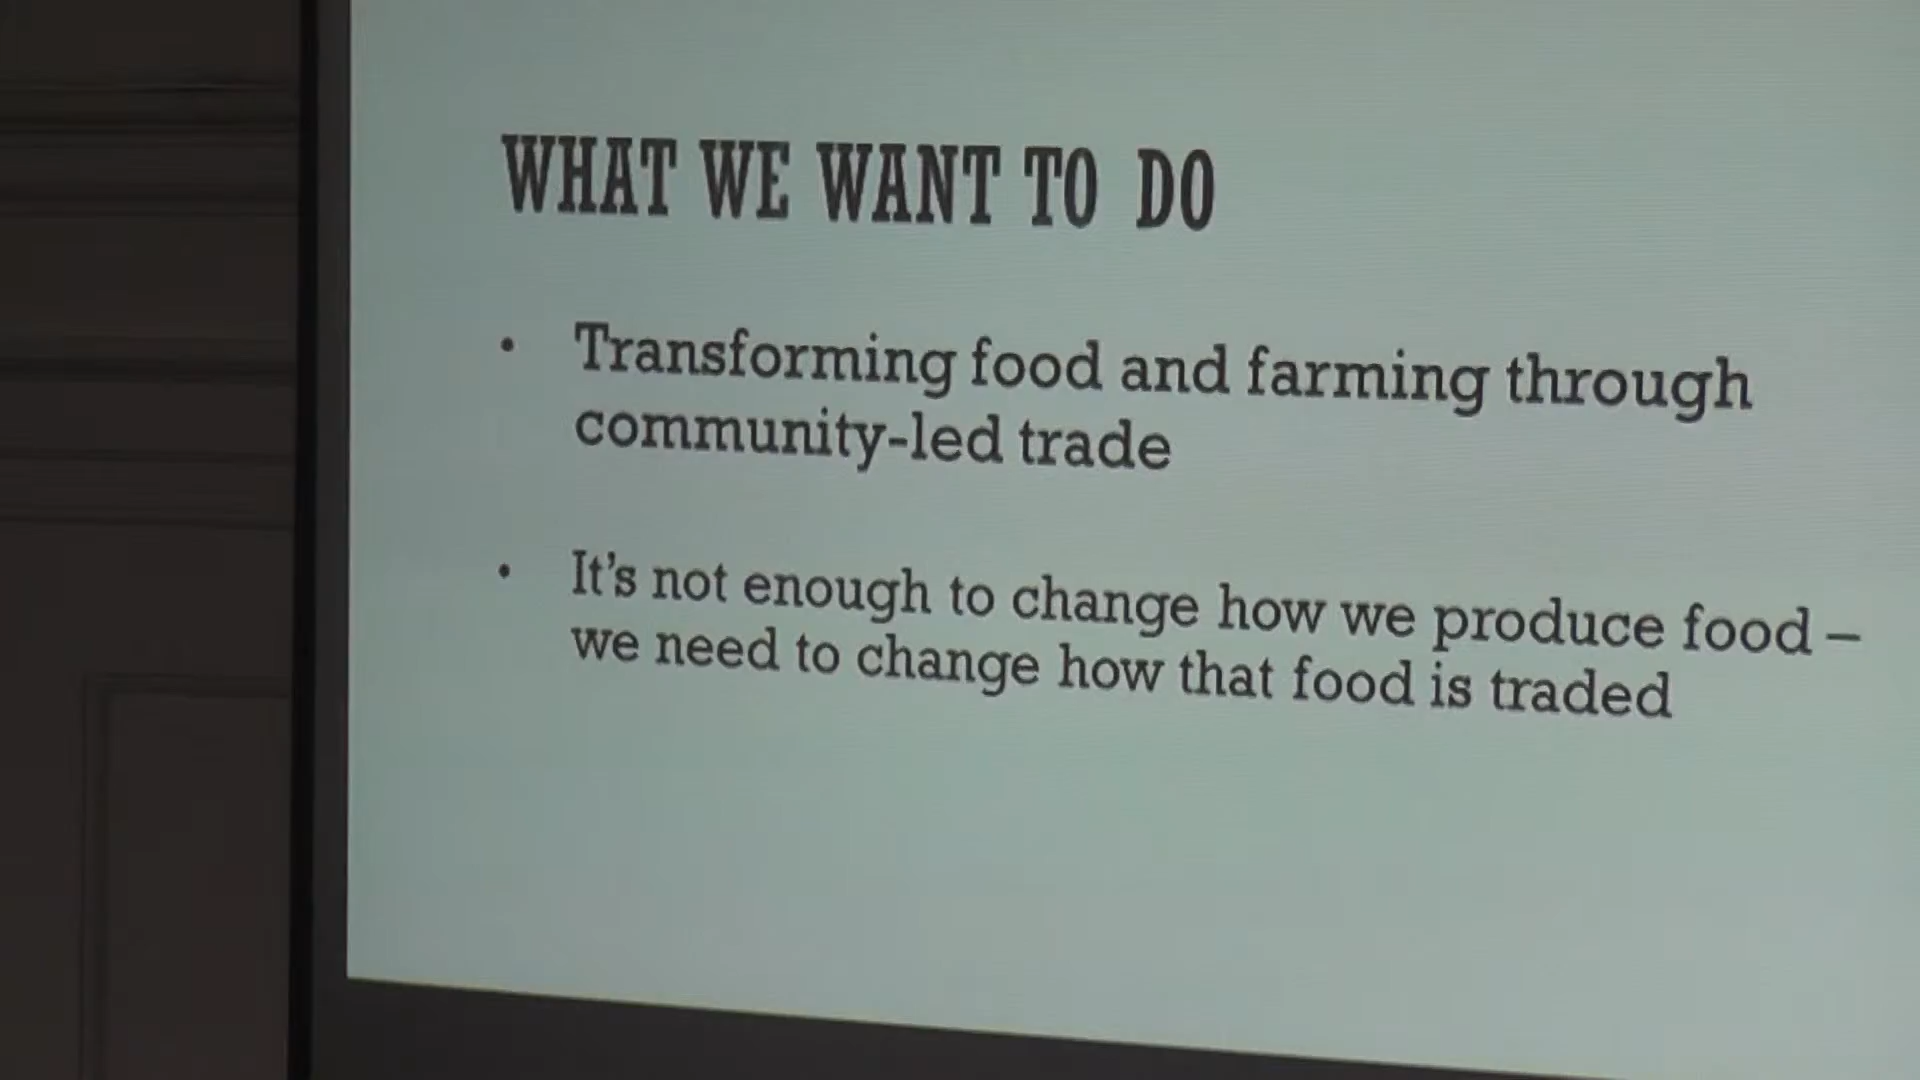 WHAT WE WANT TO DO
• Transforming food and farming through
community-led trade
• It’s not enough to change how we produce food –
we need to change how that food is traded